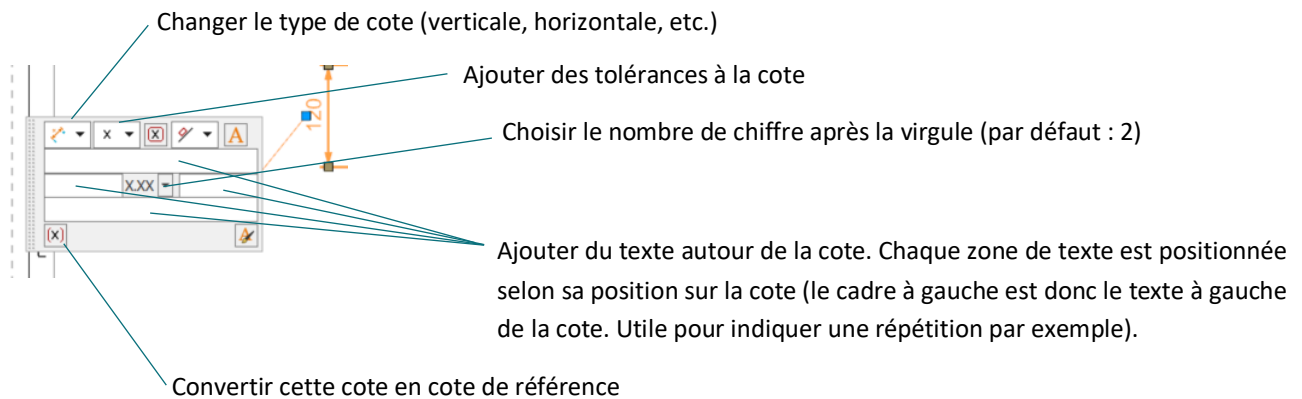 Changer le type de cote (verticale, horizontale, etc.)
Ajouter des tolérances à la cote
120
Choisir le nombre de chiffre après la virgule (par défaut : 2)
x
(x)
A
X.XX
(x)
A
Ajouter du texte autour de la cote. Chaque zone de texte est positionnée
selon sa position sur la cote (le cadre à gauche est donc le texte à gauche
de la cote. Utile pour indiquer une répétition par exemple).
Convertir cette cote en cote de référence